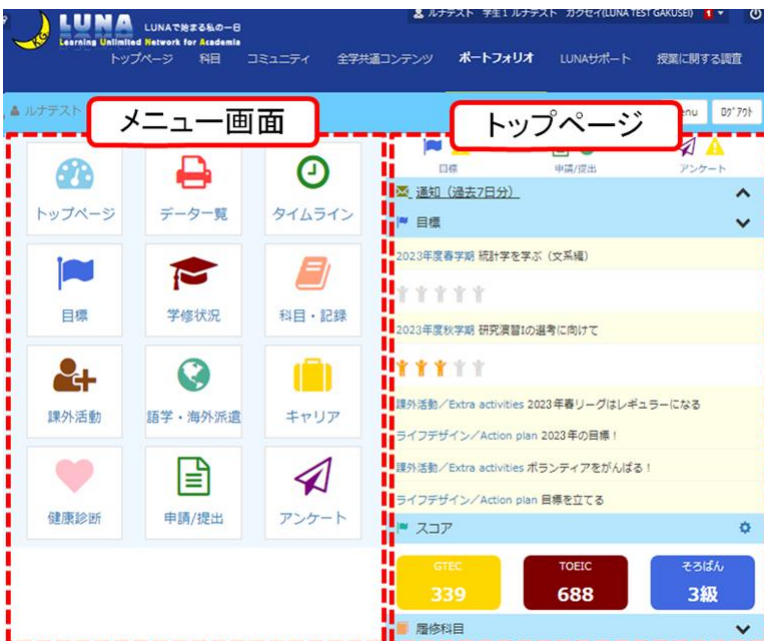 ルナテスト 学生1 ルナテスト ガクセイ(LUNA TEST GAKUSEI) 1
LUNA LUNAで始まる私の一日
Learning Unlimited Network for Academia
KG
トップページ 科目 コミュニティ 全学共通コンテンツ ポートフォリオ LUNAサポート 授業に関する調査
ルナテスト
ﾛｸﾞｱｳﾄ
メニュー画面
トップページ
トップページ データ一覧 タイムライン
目標 学修状況 科目・記録
課外活動 語学・海外派遣 キャリア
健康診断 申請/提出 アンケート
目標 申請/提出 アンケート
通知（過去7日分）
目標
2023年度春学期 統計学を学ぶ（文系編）
2023年度秋学期 研究演習Iの選考に向けて
課外活動／Extra activities 2023年春リーグはレギュラーになる
ライフデザイン／Action plan 2023年の目標！
課外活動／Extra activities ボランティアをがんばる！
ライフデザイン／Action plan 目標を立てる
スコア
GTEC TOEIC そろばん
339 688 3級
履修科目